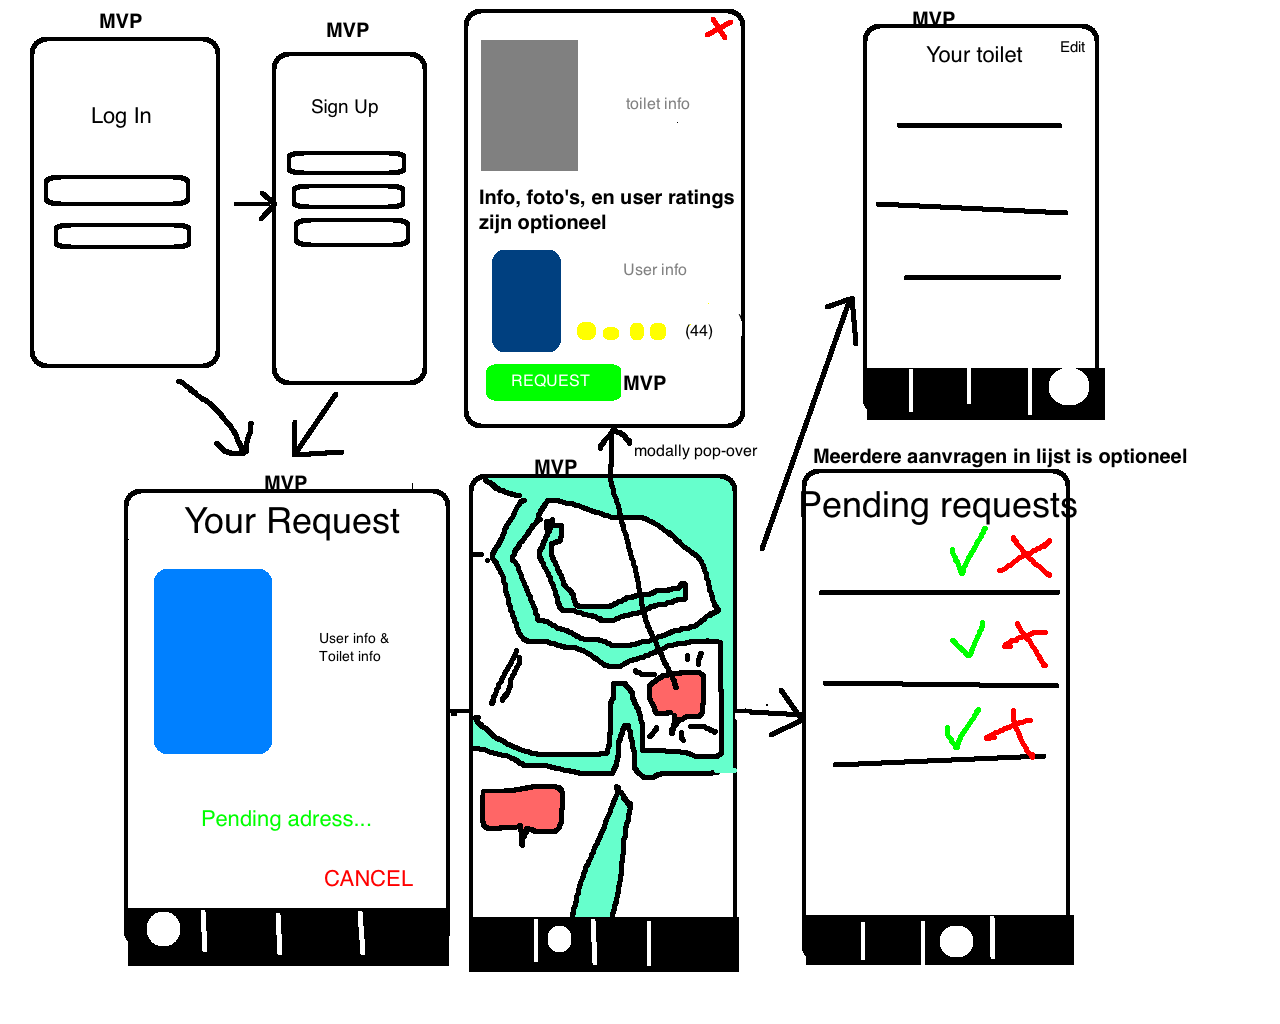 MVP
Log In
MVP
Sign Up
toilet info
Info, foto's, en user ratings
zijn optioneel
User info
(44)
REQUEST
MVP
MVP
Your toilet
Edit
modally pop-over
MVP
Your Request
User info &
Toilet info
Pending adress...
CANCEL
MVP
Meerdere aanvragen in lijst is optioneel
Pending requests